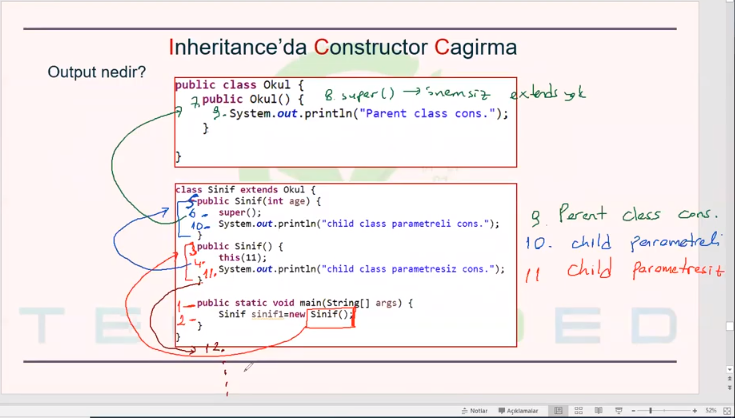 Inheritance'da Constructor Cagirma
Output nedir?
public class Okul {
7. public Okul() { 8. super() → önemsiz extends yok
9. System.out.println("Parent class cons.");
}
}
class Sinif extends Okul {
5 public Sinif(int age) {
6 super();
10 System.out.println("child class parametreli cons.");
}
3 public Sinif() {
4. this(11);
11. System.out.println("child class parametresiz cons.");
}
1 public static void main(String[] args) {
2 Sinif sinif1=new Sinif();
}
}
12.
9. Parent class cons.
10. child parametreli
11 child parametresiz
Notlar Açıklamalar 52%